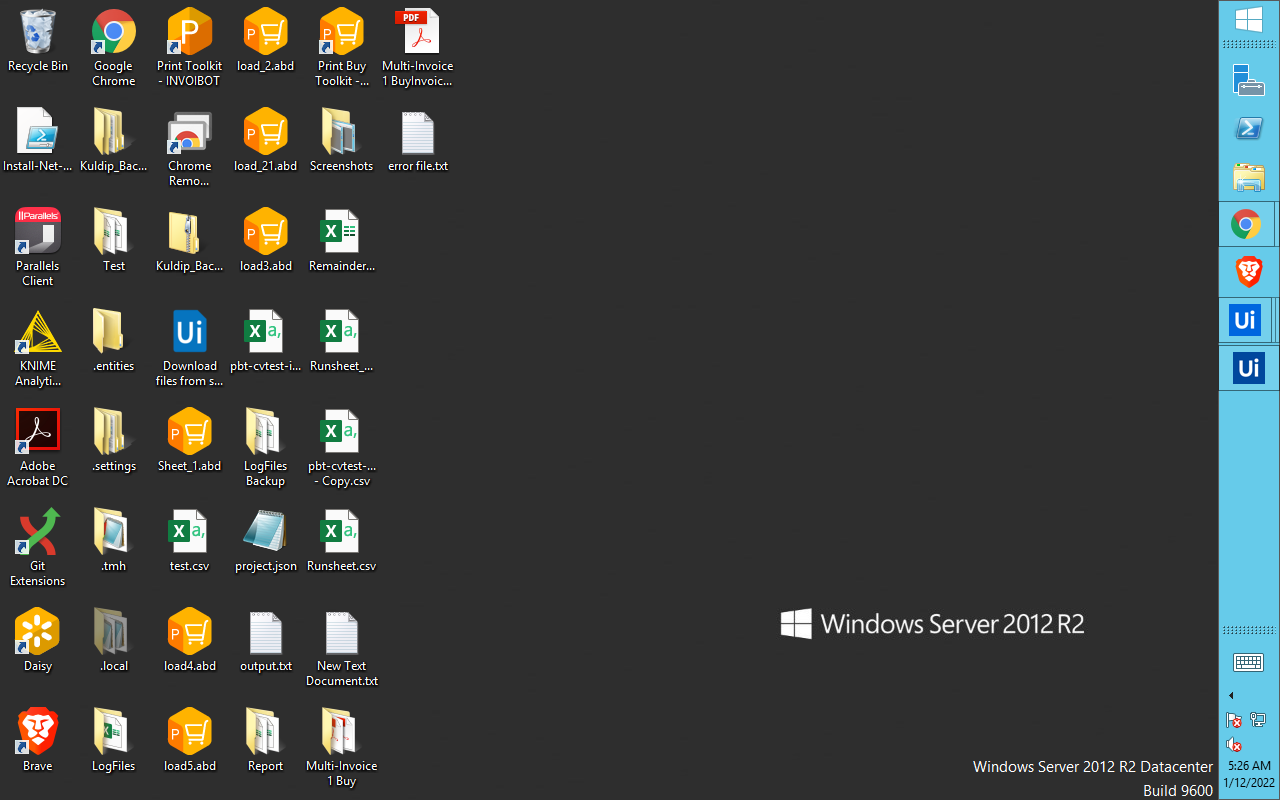 Recycle Bin
Google
Chrome
Print Toolkit
- INVOIBOT
load_2.abd
Print Buy
Toolkit -...
PDF
Multi-Invoice
1 BuyInvoic...
Install-Net-...
Kuldip_Bac...
Chrome
Remo...
load_21.abd
Screenshots
error file.txt
Parallels
Parallels
Client
Test
Kuldip_Bac...
load3.abd
Remainder...
KNIME
Analyti...
.entities
Ui
Download
files from s...
pbt-cvtest-i...
Runsheet_...
Adobe
Acrobat DC
.settings
Sheet_1.abd
LogFiles
Backup
pbt-cvtest-...
- Copy.csv
Git
Extensions
.tmh
test.csv
project.json
Runsheet.csv
Daisy
.local
load4.abd
output.txt
New Text
Document.txt
Brave
LogFiles
load5.abd
Report
Multi-Invoice
1 Buy
Windows Server 2012 R2
Windows Server 2012 R2 Datacenter
Build 9600
Ui
Ui
5:26 AM
1/12/2022